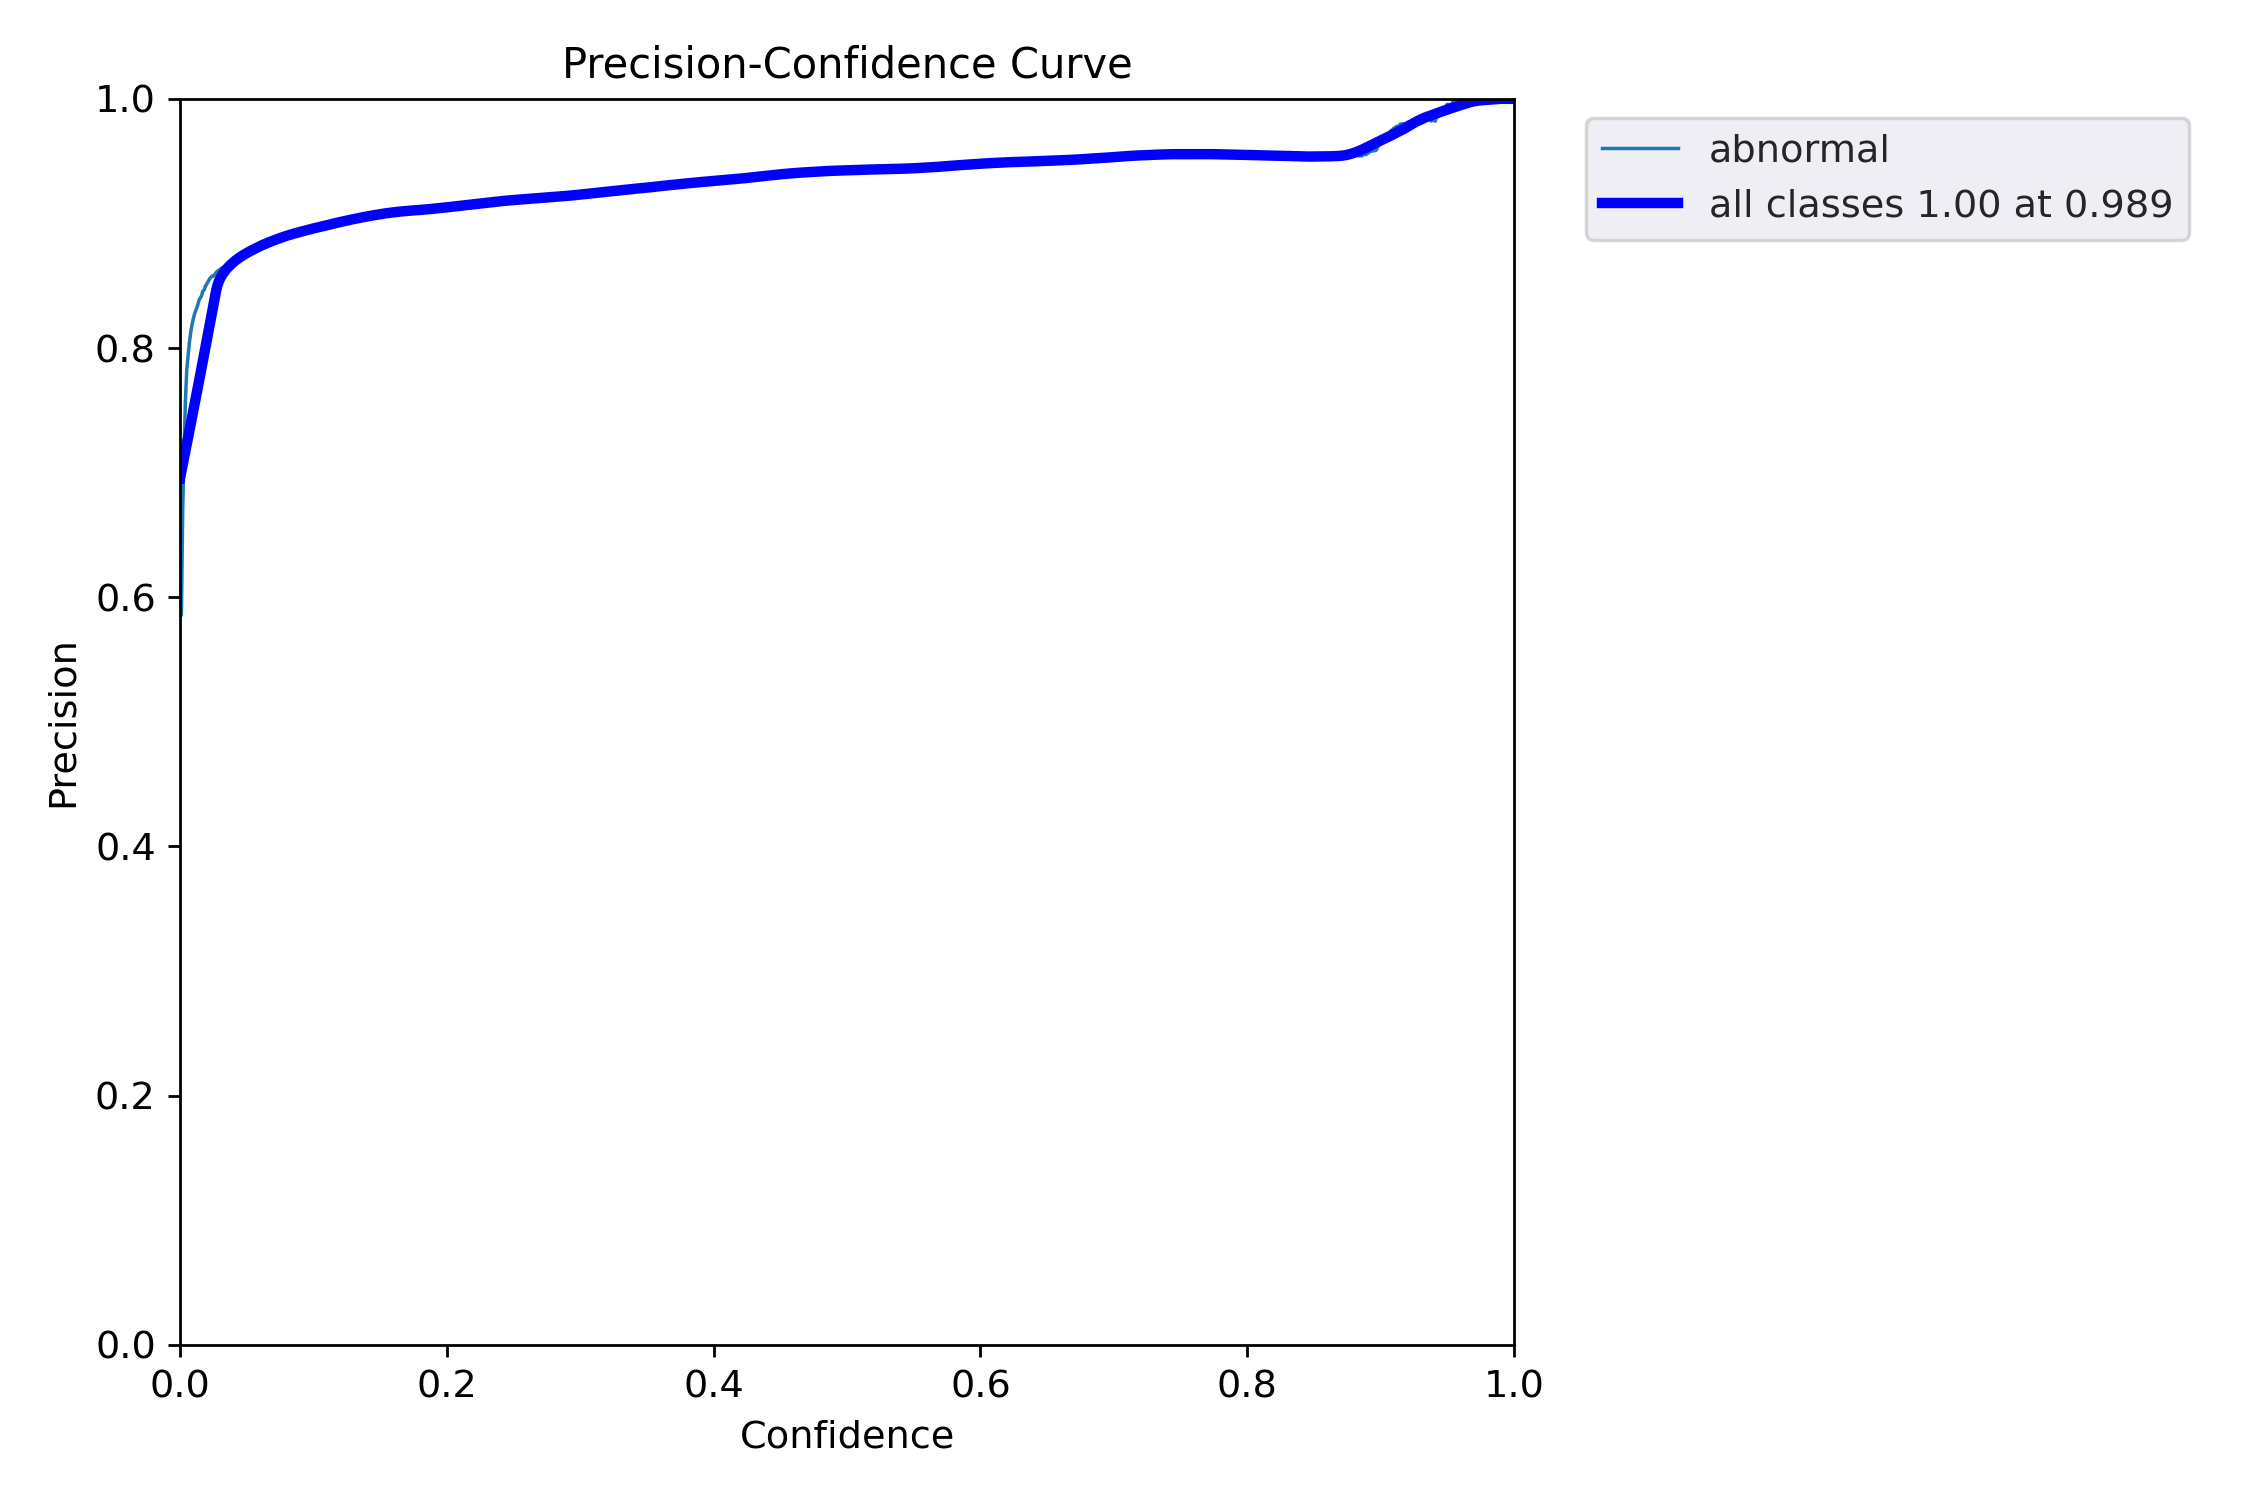 Precision-Confidence Curve
abnormal
all classes 1.00 at 0.989
1.0
0.8
0.6
0.4
0.2
0.0
Precision
0.0 0.2 0.4 0.6 0.8 1.0
Confidence